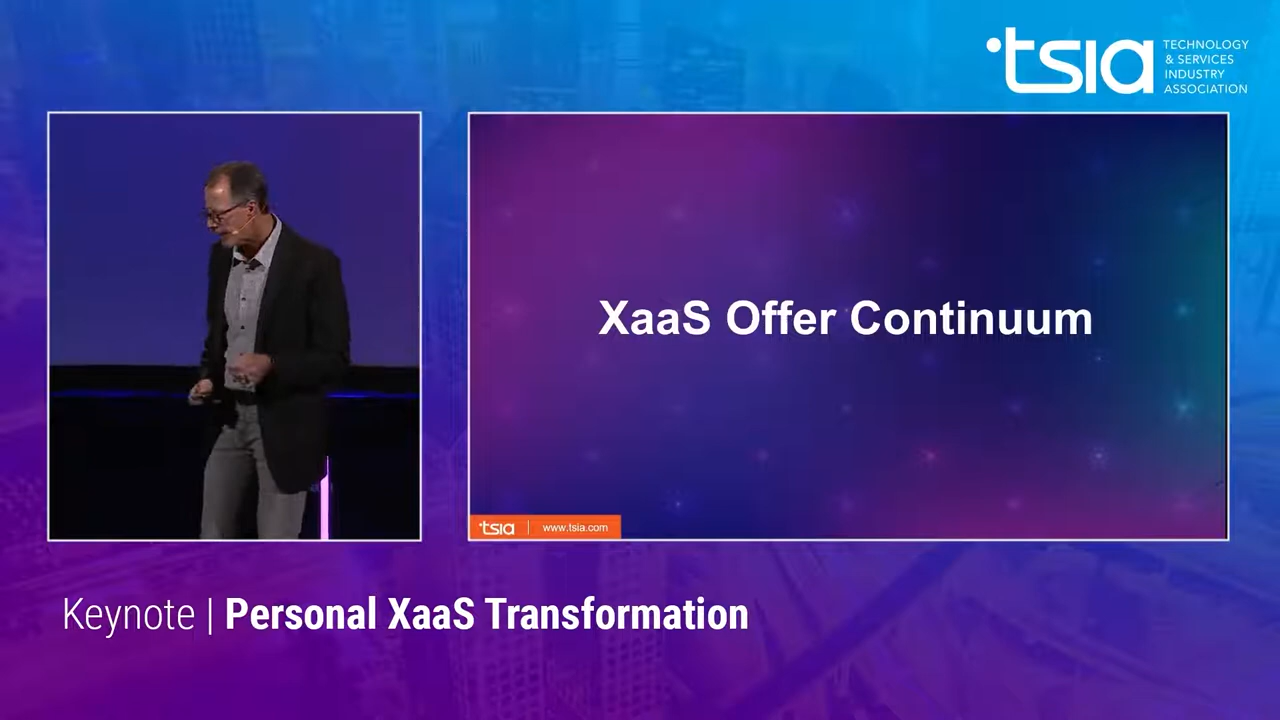 tsia
TECHNOLOGY
& SERVICES
INDUSTRY
ASSOCIATION
XaaS Offer Continuum
tsia | www.tsia.com
Keynote | Personal XaaS Transformation